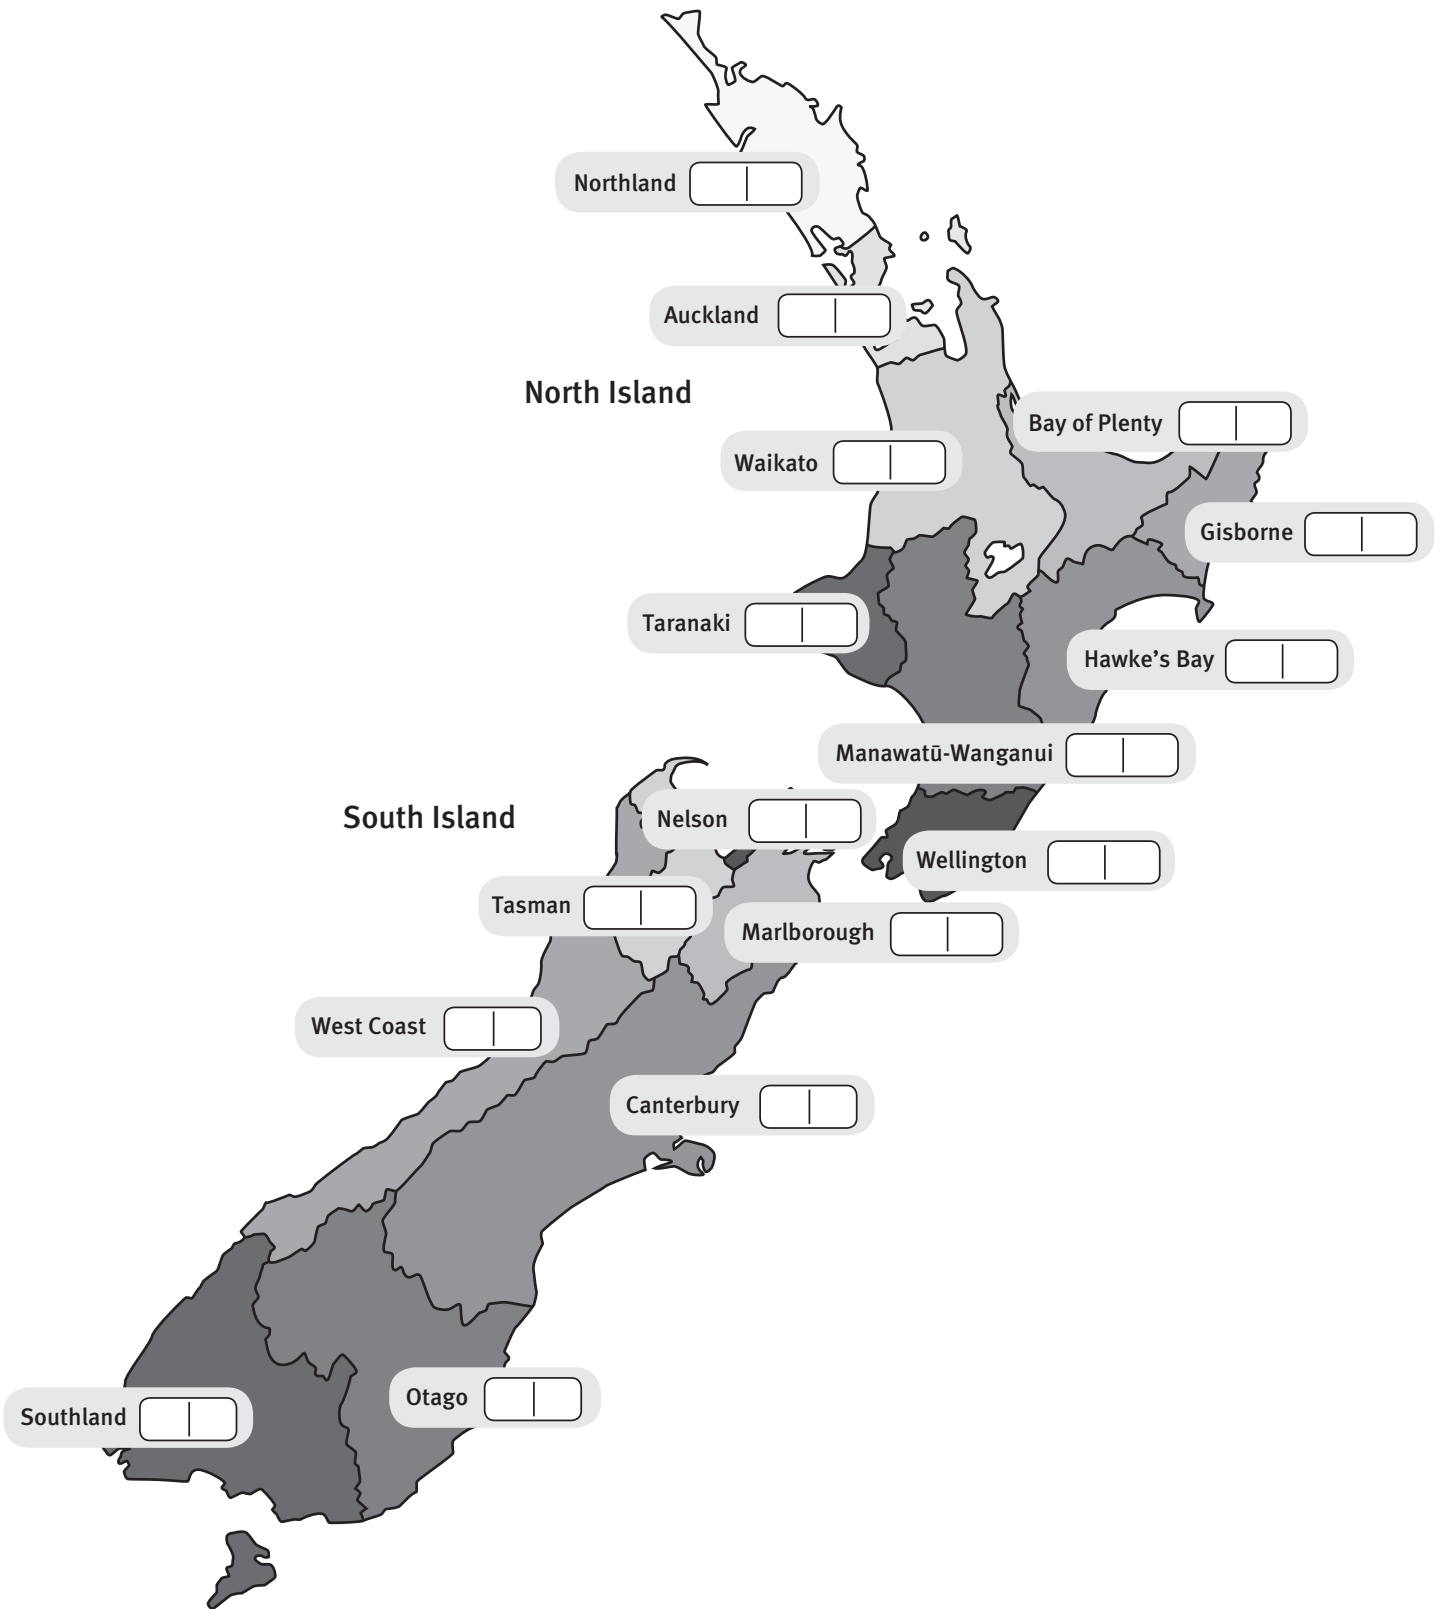 Northland
Auckland
North Island
Bay of Plenty
Waikato
Gisborne
Taranaki
Hawke’s Bay
Manawatū-Wanganui
South Island
Nelson
Wellington
Tasman
Marlborough
West Coast
Canterbury
Otago
Southland